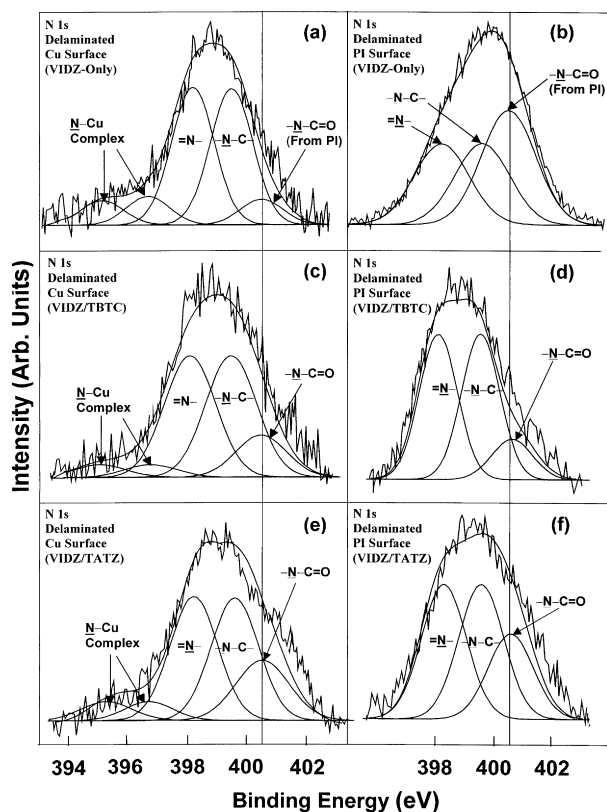 N 1s
Delaminated
Cu Surface
(VIDZ-Only)
(a)
N–Cu
Complex
=N–
–N–C–
–N–C=O
(From PI)
N 1s
Delaminated
PI Surface
(VIDZ-Only)
(b)
–N–C–
=N–
–N–C=O
(From PI)
N 1s
Delaminated
Cu Surface
(VIDZ/TBTC)
(c)
N–Cu
Complex
=N–
–N–C–
–N–C=O
N 1s
Delaminated
PI Surface
(VIDZ/TBTC)
(d)
=N–
–N–C–
–N–C=O
N 1s
Delaminated
Cu Surface
(VIDZ/TATZ)
(e)
N–Cu
Complex
=N–
–N–C–
–N–C=O
N 1s
Delaminated
PI Surface
(VIDZ/TATZ)
(f)
=N–
–N–C–
–N–C=O
Intensity (Arb. Units)
394 396 398 400 402
398 400 402
Binding Energy (eV)